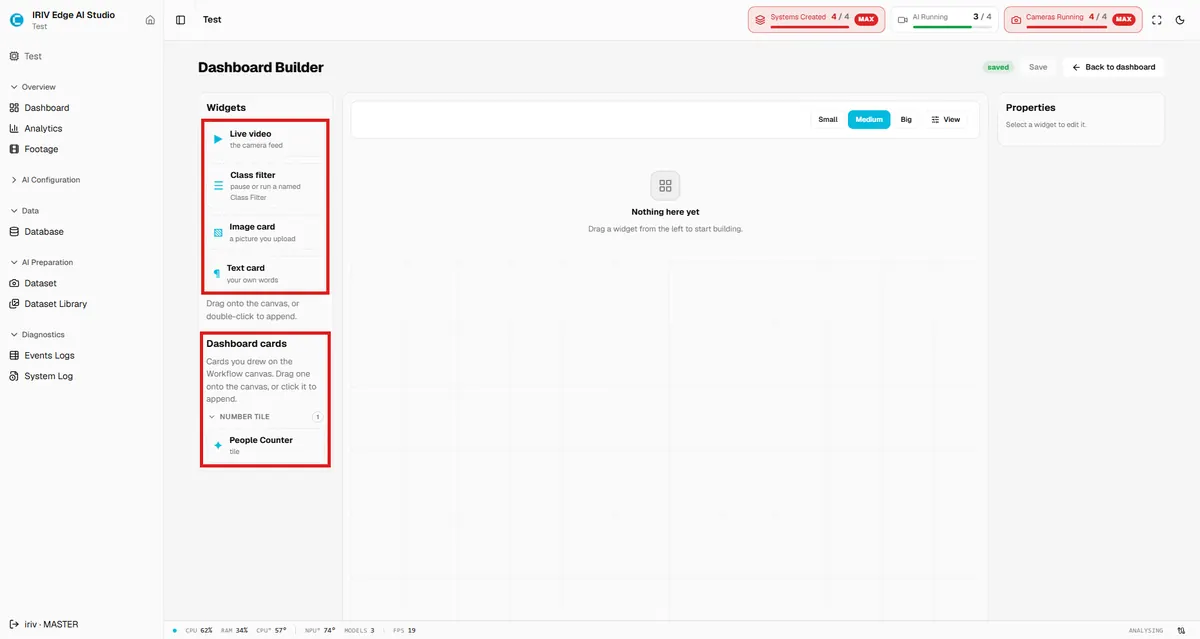 IRIV Edge AI Studio
Test
Test
Systems Created 4 / 4 MAX
AI Running 3 / 4
Cameras Running 4 / 4 MAX
Test
Overview
Dashboard
Analytics
Footage
AI Configuration
Data
Database
AI Preparation
Dataset
Dataset Library
Diagnostics
Events Logs
System Log
iriv · MASTER
Dashboard Builder
saved
Save
Back to dashboard
Widgets
Live video
the camera feed
Class filter
pause or run a named
Class Filter
Image card
a picture you upload
Text card
your own words
Drag onto the canvas, or
double-click to append.
Dashboard cards
Cards you drew on the
Workflow canvas. Drag one
onto the canvas, or click it to
append.
NUMBER TILE 1
People Counter
tile
Small Medium Big View
Nothing here yet
Drag a widget from the left to start building.
Properties
Select a widget to edit it.
CPU 62% RAM 34% CPU° 57° NPU° 74° MODELS 3 FPS 19
ANALYSING